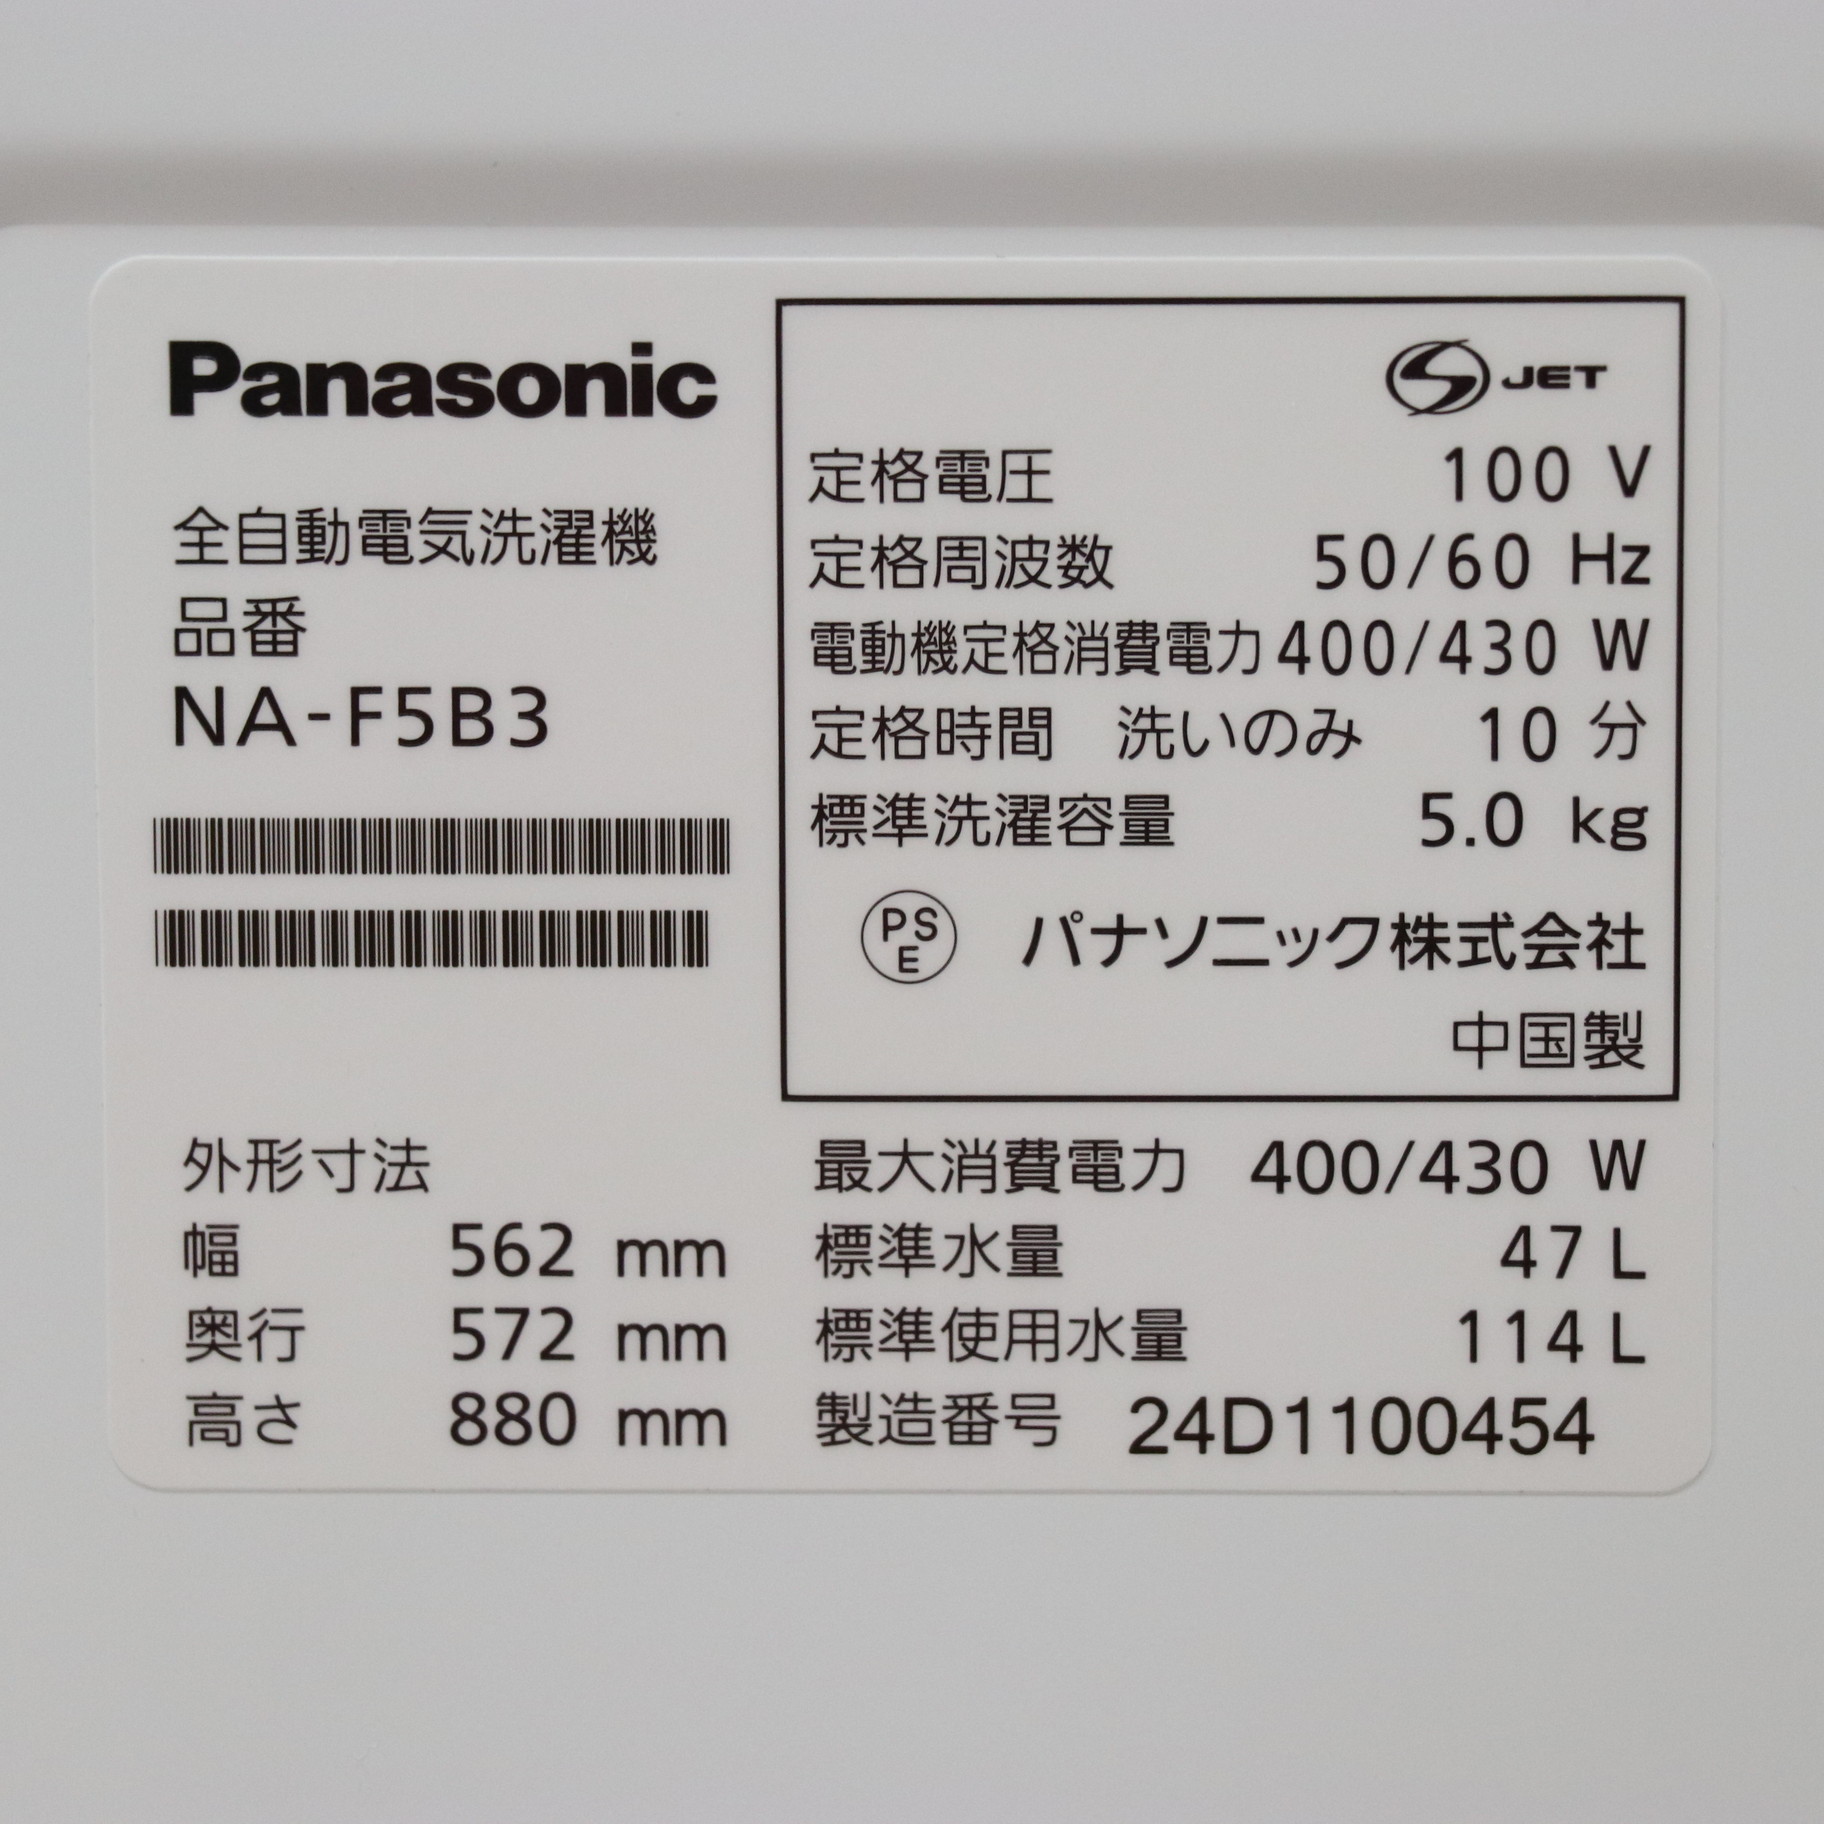 Panasonic
全自動電気洗濯機
品番
NA-F5B3
S JET
定格電圧 100 V
定格周波数 50/60 Hz
電動機定格消費電力 400/430 W
定格時間 洗いのみ 10 分
標準洗濯容量 5.0 kg
PS
E
パナソニック株式会社
中国製
外形寸法
幅 562 mm
奥行 572 mm
高さ 880 mm
最大消費電力 400/430 W
標準水量 47 L
標準使用水量 114 L
製造番号 24D1100454